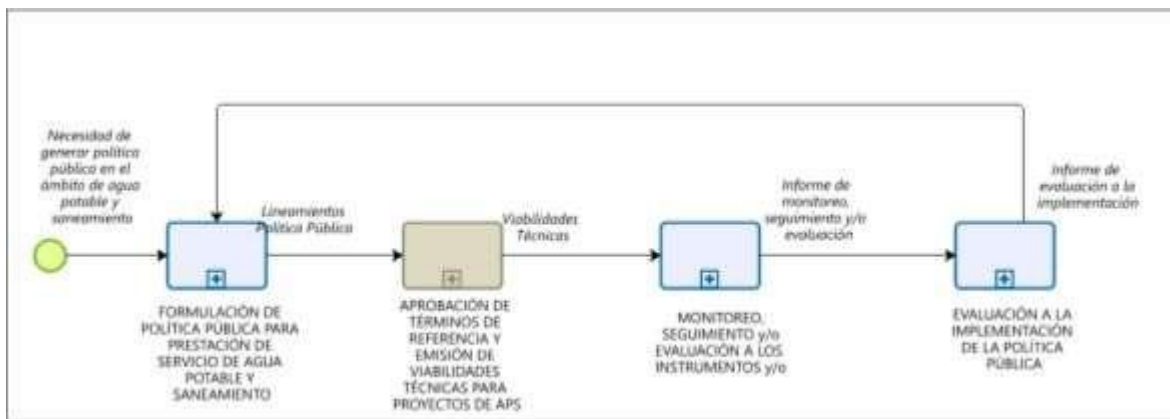 Necesidad de
generar política
pública en el
ámbito de agua
potable y
saneamiento
Lineamientos
Política Pública
Viabilidades
Técnicas
Informe de
monitoreo,
seguimiento y/o
evaluación
Informe de
evaluación a la
implementación
FORMULACIÓN DE
POLÍTICA PÚBLICA PARA
PRESTACIÓN DE
SERVICIO DE AGUA
POTABLE Y
SANEAMIENTO
APROBACIÓN DE
TÉRMINOS DE
REFERENCIA Y
EMISIÓN DE
VIABILIDADES
TÉCNICAS PARA
PROYECTOS DE APS
MONITOREO,
SEGUIMIENTO y/o
EVALUACIÓN A LOS
INSTRUMENTOS y/o
EVALUACIÓN A LA
IMPLEMENTACIÓN
DE LA POLÍTICA
PÚBLICA